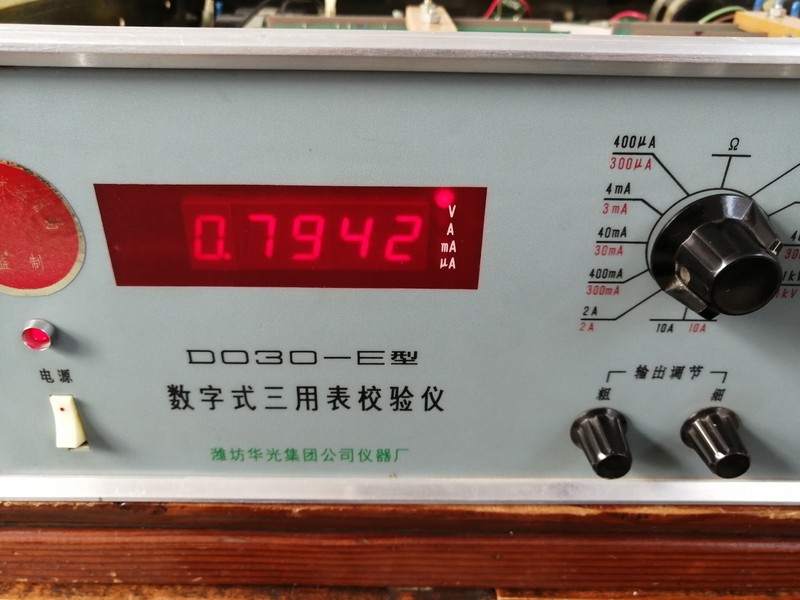 0.7942
V
A
mA
μA
400μA
300μA
4mA
3mA
40mA
30mA
400mA
300mA
2A
2A
10A 10A
Ω
监制
电源
DO30-E型
数字式三用表校验仪
潍坊华光集团公司仪器厂
输出调节
粗 细